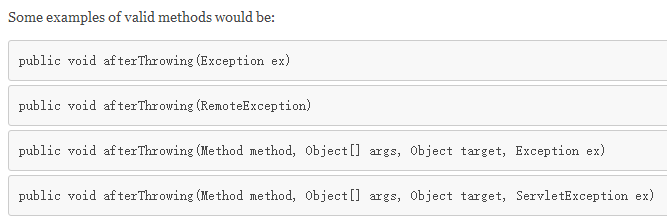 Some examples of valid methods would be:
public void afterThrowing(Exception ex)
public void afterThrowing(RemoteException)
public void afterThrowing(Method method, Object[] args, Object target, Exception ex)
public void afterThrowing(Method method, Object[] args, Object target, ServletException ex)